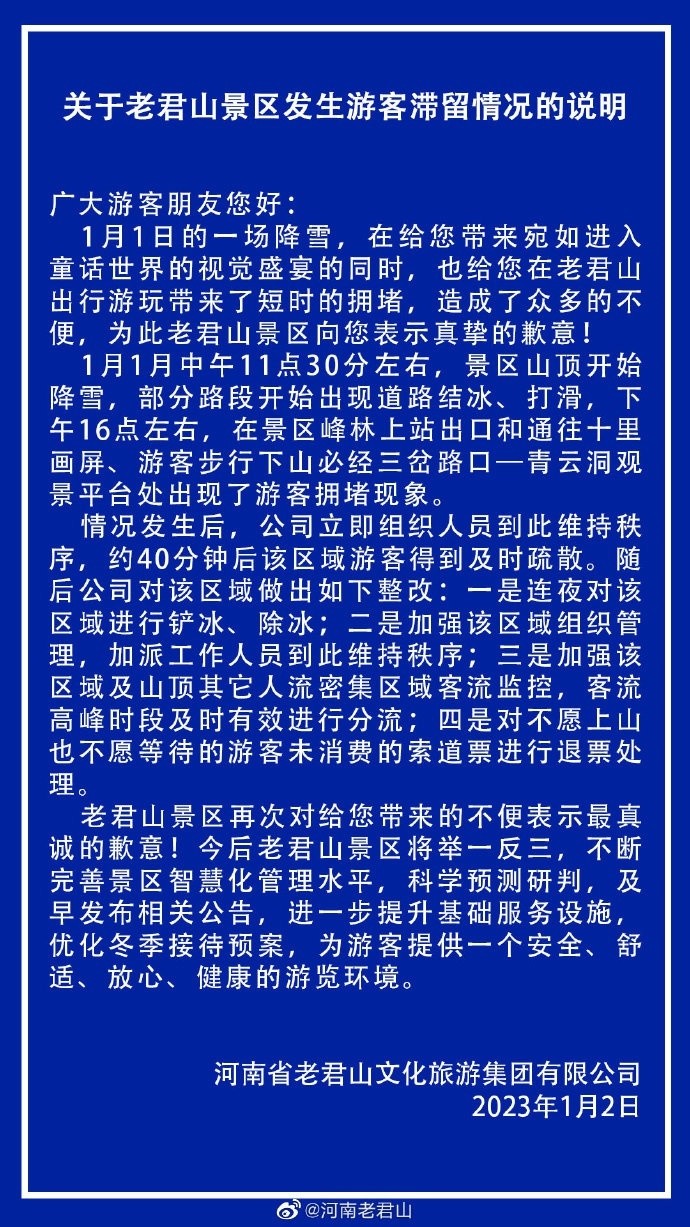 关于老君山景区发生游客滞留情况的说明
广大游客朋友您好：
1月1日的一场降雪，在给您带来宛如进入
童话世界的视觉盛宴的同时，也给您在老君山
出行游玩带来了短时的拥堵，造成了众多的不
便，为此老君山景区向您表示真挚的歉意！
1月1月中午11点30分左右，景区山顶开始
降雪，部分路段开始出现道路结冰、打滑，下
午16点左右，在景区峰林上站出口和通往十里
画屏、游客步行下山必经三岔路口—青云洞观
景平台处出现了游客拥堵现象。
情况发生后，公司立即组织人员到此维持秩
序，约40分钟后该区域游客得到及时疏散。随
后公司对该区域做出如下整改：一是连夜对该
区域进行铲冰、除冰；二是加强该区域组织管
理，加派工作人员到此维持秩序；三是加强该
区域及山顶其它人流密集区域客流监控，客流
高峰时段及时有效进行分流；四是对不愿上山
也不愿等待的游客未消费的索道票进行退票处
理。
老君山景区再次对给您带来的不便表示最真
诚的歉意！今后老君山景区将举一反三，不断
完善景区智慧化管理水平，科学预测研判，及
早发布相关公告，进一步提升基础服务设施，
优化冬季接待预案，为游客提供一个安全、舒
适、放心、健康的游览环境。
河南省老君山文化旅游集团有限公司
2023年1月2日
@河南老君山